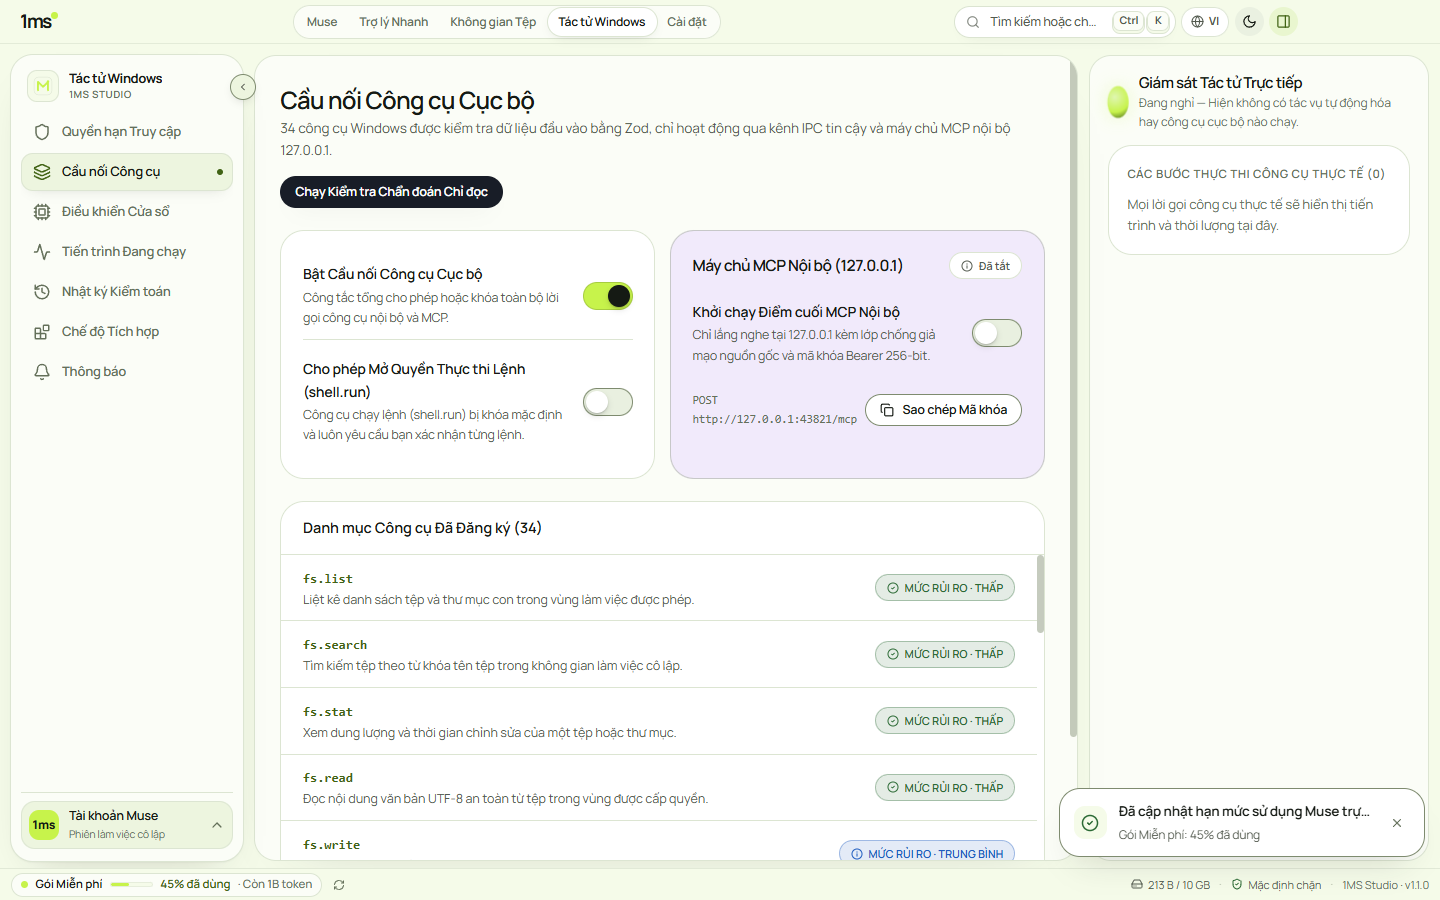 1ms
Muse
Trợ lý Nhanh
Không gian Tệp
Tác tử Windows
Cài đặt
Tìm kiếm hoặc ch...
Ctrl
K
VI
Tác tử Windows
1MS STUDIO
Quyền hạn Truy cập
Cầu nối Công cụ
Điều khiển Cửa sổ
Tiến trình Đang chạy
Nhật ký Kiểm toán
Chế độ Tích hợp
Thông báo
Tài khoản Muse
Phiên làm việc cô lập
Cầu nối Công cụ Cục bộ
34 công cụ Windows được kiểm tra dữ liệu đầu vào bằng Zod, chỉ hoạt động qua kênh IPC tin cậy và máy chủ MCP nội bộ
127.0.0.1.
Chạy Kiểm tra Chẩn đoán Chỉ đọc
Bật Cầu nối Công cụ Cục bộ
Công tắc tổng cho phép hoặc khóa toàn bộ lời
gọi công cụ nội bộ và MCP.
Cho phép Mở Quyền Thực thi Lệnh
(shell.run)
Công cụ chạy lệnh (shell.run) bị khóa mặc định
và luôn yêu cầu bạn xác nhận từng lệnh.
Máy chủ MCP Nội bộ (127.0.0.1)
Đã tắt
Khởi chạy Điểm cuối MCP Nội bộ
Chỉ lắng nghe tại 127.0.0.1 kèm lớp chống giả
mạo nguồn gốc và mã khóa Bearer 256-bit.
POST
http://127.0.0.1:43821/mcp
Sao chép Mã khóa
Danh mục Công cụ Đã Đăng ký (34)
fs.list
Liệt kê danh sách tệp và thư mục con trong vùng làm việc được phép.
MỨC RỦI RO · THẤP
fs.search
Tìm kiếm tệp theo từ khóa tên tệp trong không gian làm việc cô lập.
MỨC RỦI RO · THẤP
fs.stat
Xem dung lượng và thời gian chỉnh sửa của một tệp hoặc thư mục.
MỨC RỦI RO · THẤP
fs.read
Đọc nội dung văn bản UTF-8 an toàn từ tệp trong vùng được cấp quyền.
MỨC RỦI RO · THẤP
fs.write
MỨC RỦI RO · TRUNG BÌNH
Giám sát Tác tử Trực tiếp
Đang nghỉ — Hiện không có tác vụ tự động hóa
hay công cụ cục bộ nào chạy.
CÁC BƯỚC THỰC THI CÔNG CỤ THỰC TẾ (0)
Mọi lời gọi công cụ thực tế sẽ hiển thị tiến
trình và thời lượng tại đây.
Đã cập nhật hạn mức sử dụng Muse trự...
Gói Miễn phí: 45% đã dùng
Gói Miễn phí
45% đã dùng
· Còn 1B token
213 B / 10 GB
·
Mặc định chặn
·
1MS Studio · v1.1.0